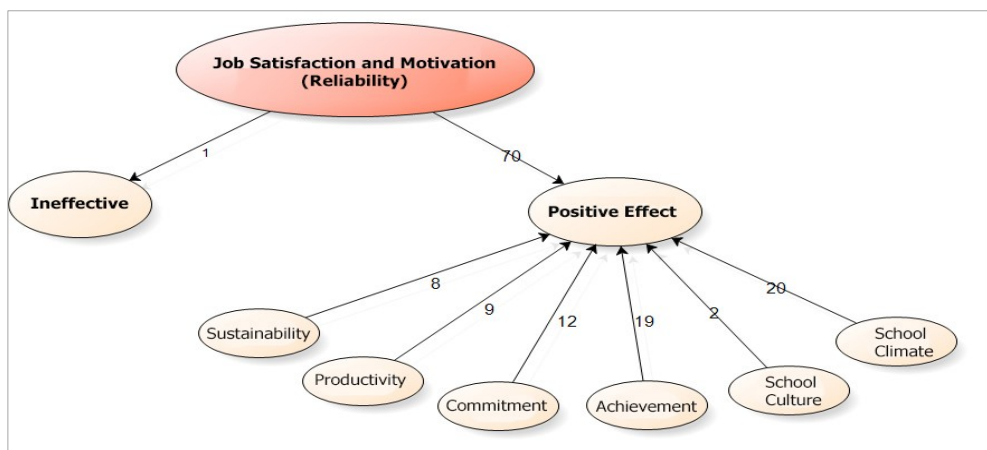 Job Satisfaction and Motivation
(Reliability)
1
70
Ineffective
Positive Effect
8
9
12
19
2
20
Sustainability
Productivity
Commitment
Achievement
School
Culture
School
Climate